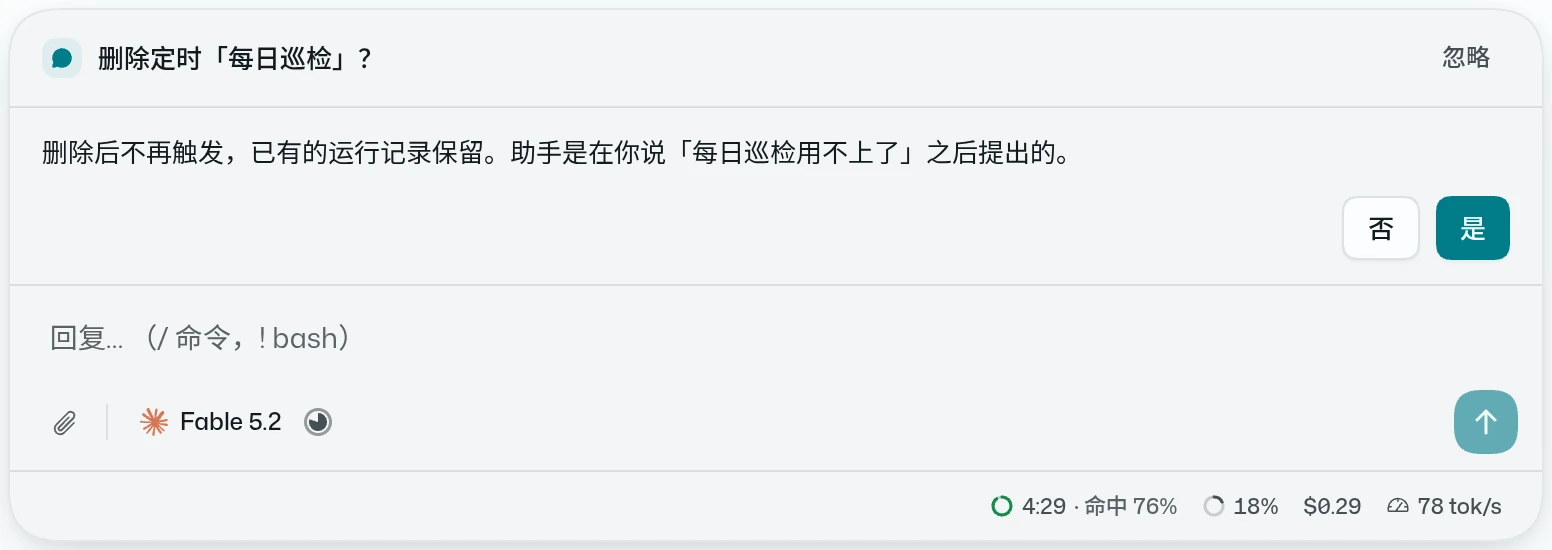 删除定时「每日巡检」？
忽略
删除后不再触发，已有的运行记录保留。助手是在你说「每日巡检用不上了」之后提出的。
否
是
回复... （/ 命令，! bash）
Fable 5.2
4:29 · 命中 76%
18%
$0.29
78 tok/s